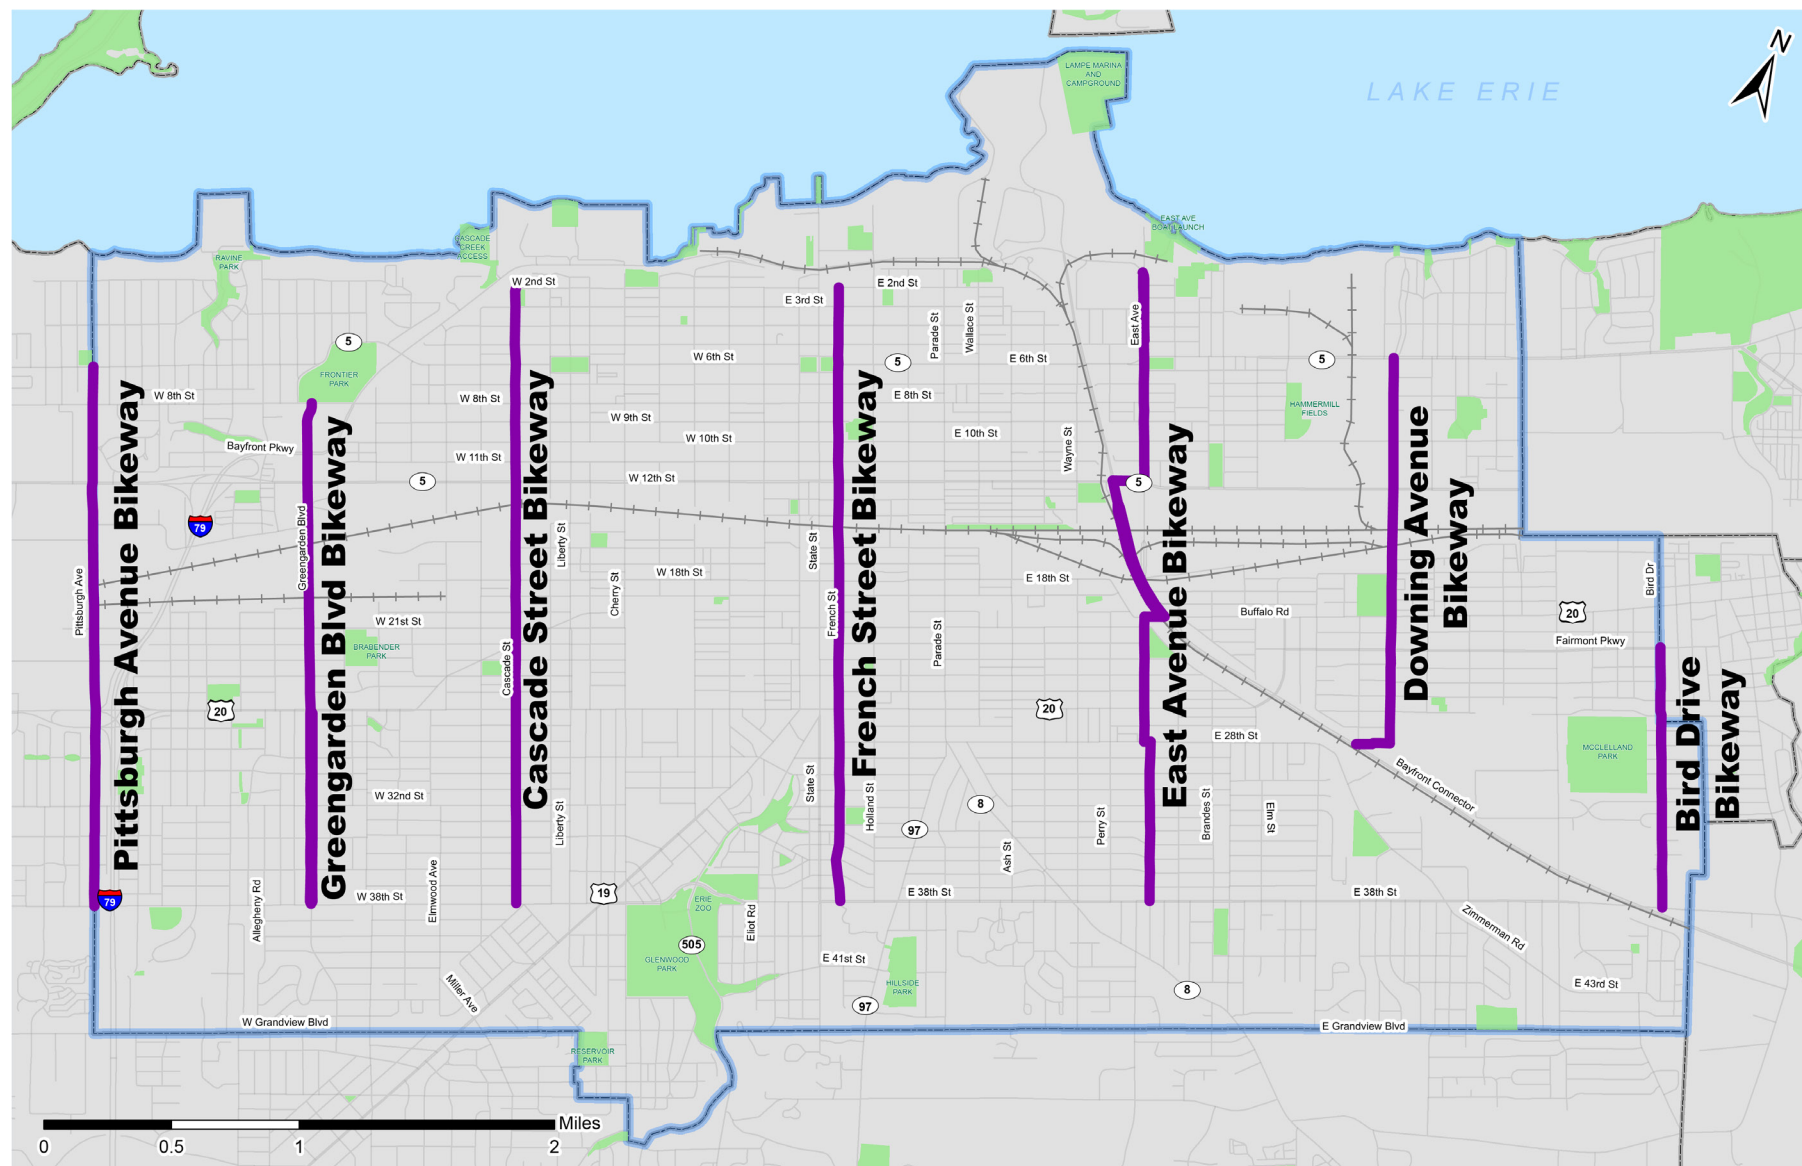 N
LAKE ERIE
LAMPE MARINA
AND
CAMPGROUND
EAST AVE
BOAT LAUNCH
CASCADE
CREEK
ACCESS
RAVINE
PARK
W 2nd St
E 2nd St
E 3rd St
Parade St
Wallace St
East Ave
5
FRONTIER
PARK
W 6th St
5
E 6th St
5
W 8th St
W 8th St
E 8th St
HAMMERMILL
FIELDS
W 9th St
Bayfront Pkwy
W 10th St
E 10th St
Wayne St
W 11th St
5
W 12th St
5
79
Greengarden Blvd
Liberty St
State St
W 18th St
E 18th St
Cherry St
Bird Dr
Pittsburgh Ave
French St
Buffalo Rd
20
W 21st St
Fairmont Pkwy
BRABENDER
PARK
Cascade St
Parade St
20
20
Pittsburgh Avenue Bikeway
Greengarden Blvd Bikeway
Cascade Street Bikeway
French Street Bikeway
East Avenue Bikeway
Downing Avenue
Bikeway
Bird Drive
Bikeway
E 28th St
MCCLELLAND
PARK
Bayfront Connector
State St
W 32nd St
Holland St
8
97
Liberty St
Perry St
Brandes St
Elm St
Ash St
79
Allegheny Rd
W 38th St
Elmwood Ave
19
ERIE
ZOO
Eliot Rd
E 38th St
E 38th St
Zimmerman Rd
505
GLENWOOD
PARK
E 41st St
HILLSIDE
PARK
97
8
E 43rd St
Miller Ave
W Grandview Blvd
E Grandview Blvd
RESERVOIR
PARK
Miles
0 0.5 1 2